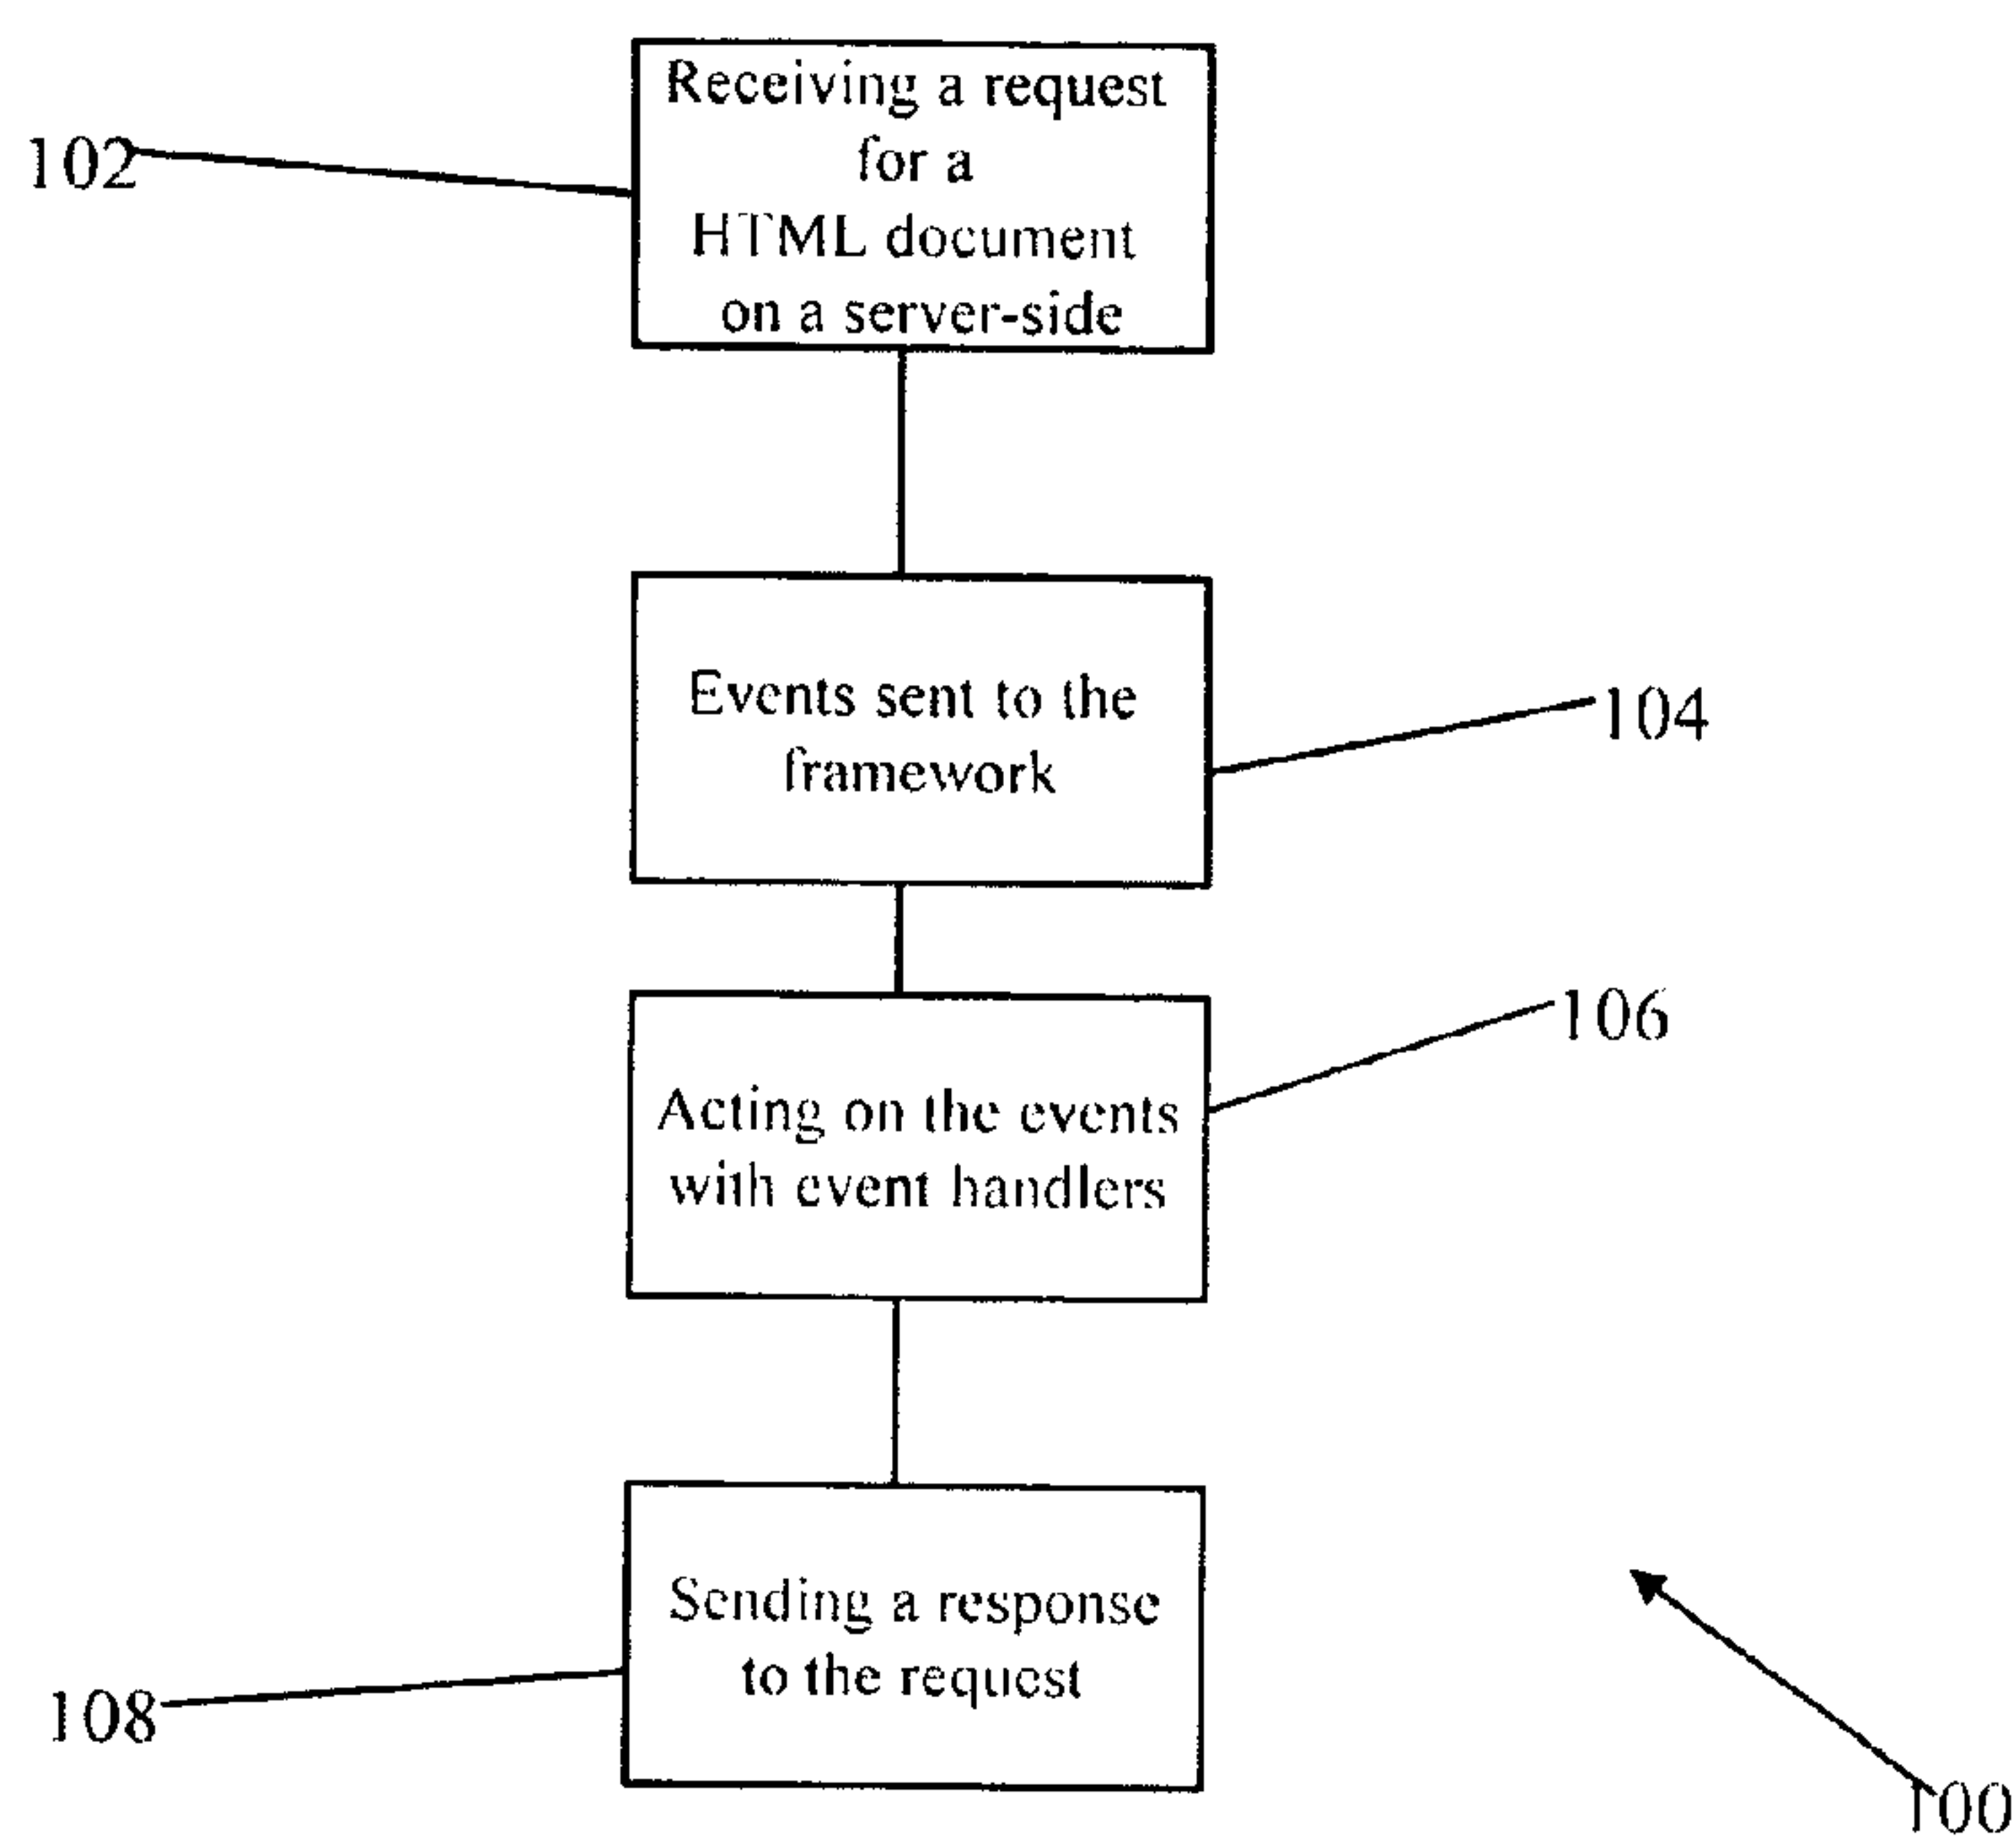 Receiving a request
for a
HTML document
on a server-side
102
Events sent to the
framework
104
Acting on the events
with event handlers
106
Sending a response
to the request
108
100